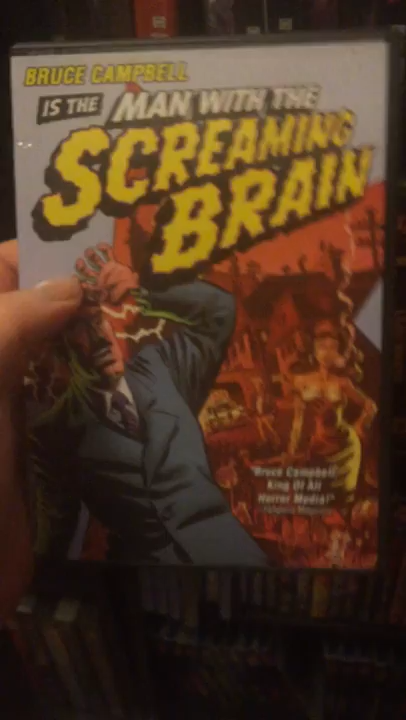 BRUCE CAMPBELL
IS THE MAN WITH THE
SCREAMING
BRAIN
"Bruce Campbell,
King Of All
Horror Media!"